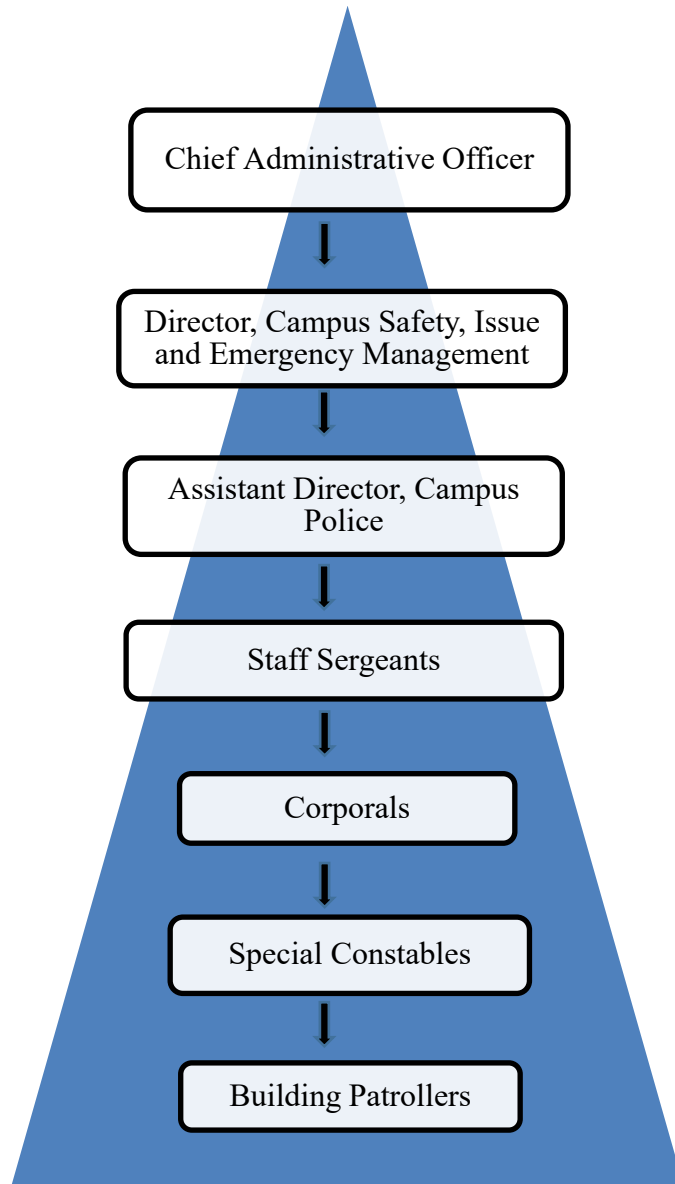 Chief Administrative Officer
Director, Campus Safety, Issue
and Emergency Management
Assistant Director, Campus
Police
Staff Sergeants
Corporals
Special Constables
Building Patrollers